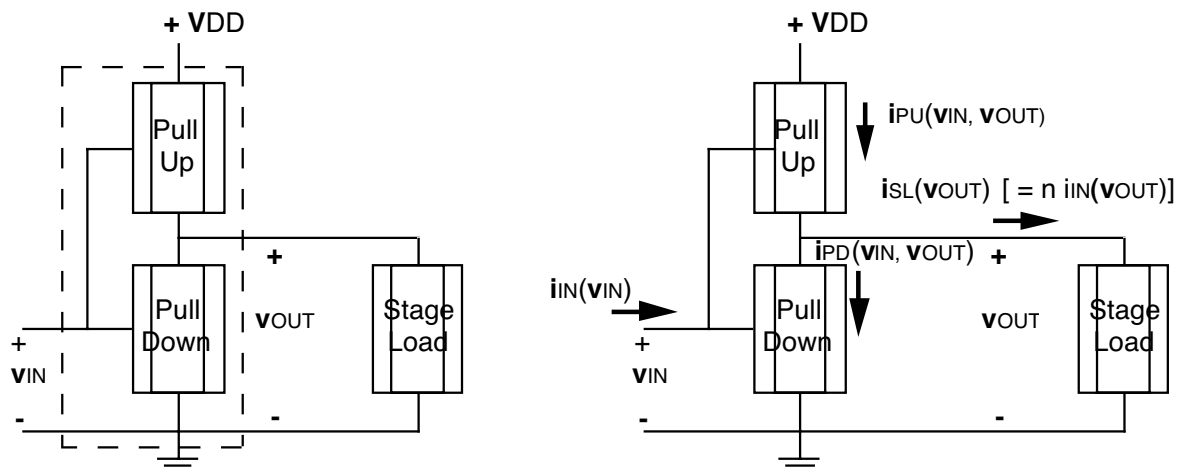 + VDD
Pull
Up
+
Pull
Down
vOUT
Stage
Load
+
vIN
-
-
+ VDD
Pull
Up
iPU(vIN, vOUT)
iSL(vOUT) [ = n iIN(vOUT)]
iPD(vIN, vOUT) +
iIN(vIN)
Pull
Down
vOUT
Stage
Load
+
vIN
-
-